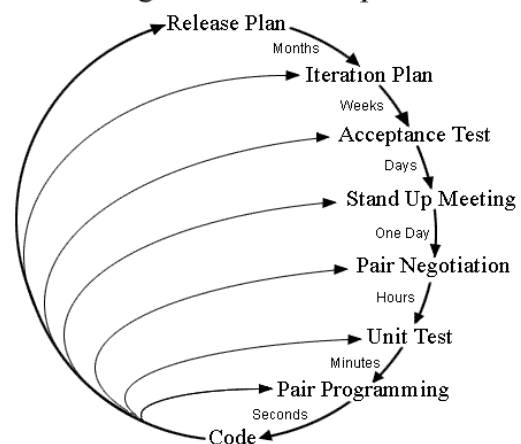 Release Plan
Months
Iteration Plan
Weeks
Acceptance Test
Days
Stand Up Meeting
One Day
Pair Negotiation
Hours
Unit Test
Minutes
Pair Programming
Seconds
Code